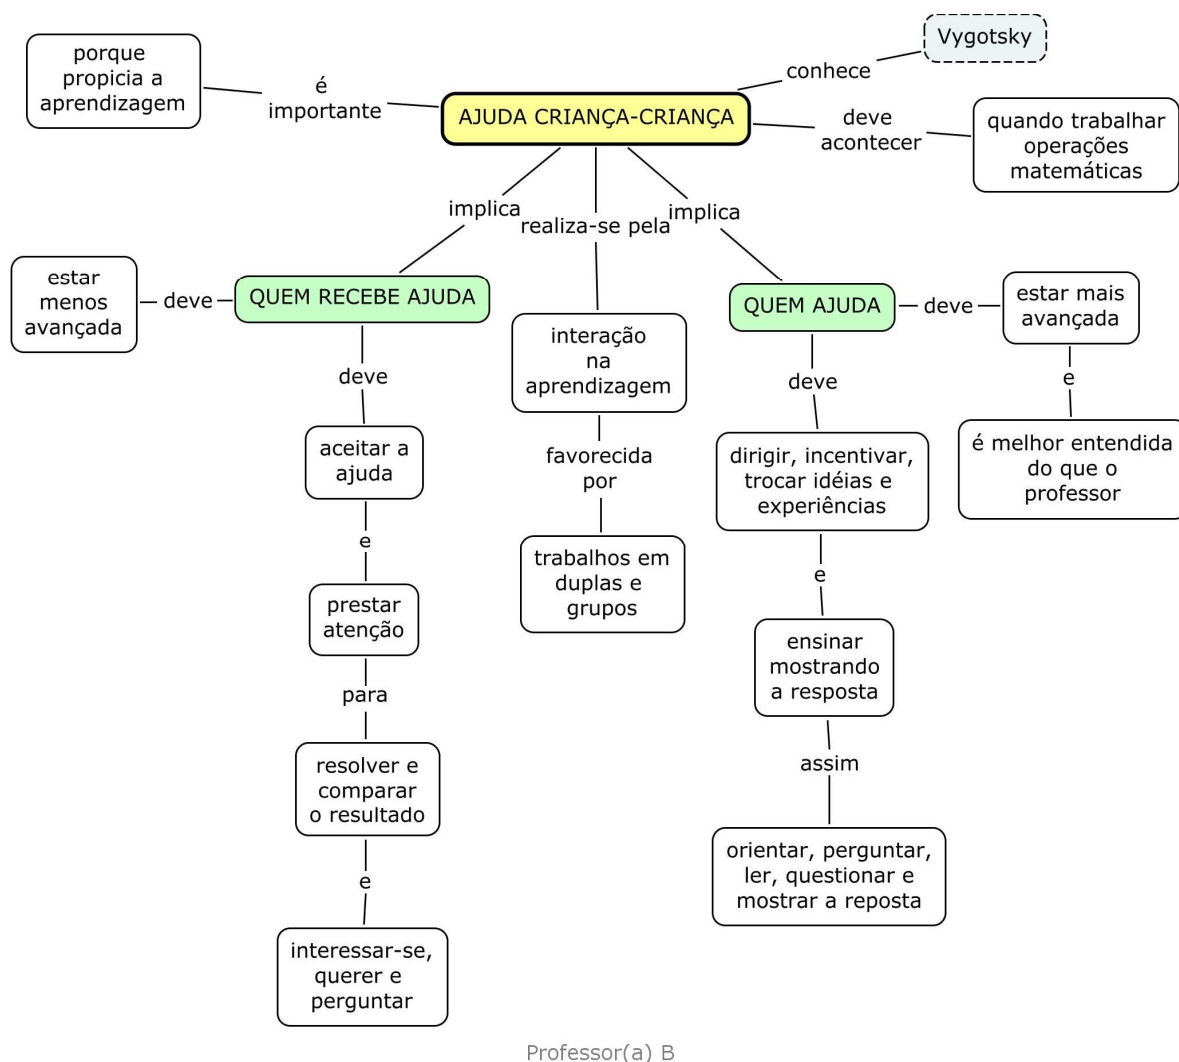 Vygotsky
porque
propicia a
aprendizagem
é
importante
conhece
AJUDA CRIANÇA-CRIANÇA
deve
acontecer
quando trabalhar
operações
matemáticas
implica
realiza-se pela
implica
estar
menos
avançada
deve
QUEM RECEBE AJUDA
QUEM AJUDA
deve
estar mais
avançada
interação
na
aprendizagem
deve
deve
e
aceitar a
ajuda
favorecida
por
dirigir, incentivar,
trocar idéias e
experiências
é melhor entendida
do que o
professor
e
trabalhos em
duplas e
grupos
e
prestar
atenção
ensinar
mostrando
a resposta
para
assim
resolver e
comparar
o resultado
orientar, perguntar,
ler, questionar e
mostrar a reposta
e
interessar-se,
querer e
perguntar
Professor(a) B